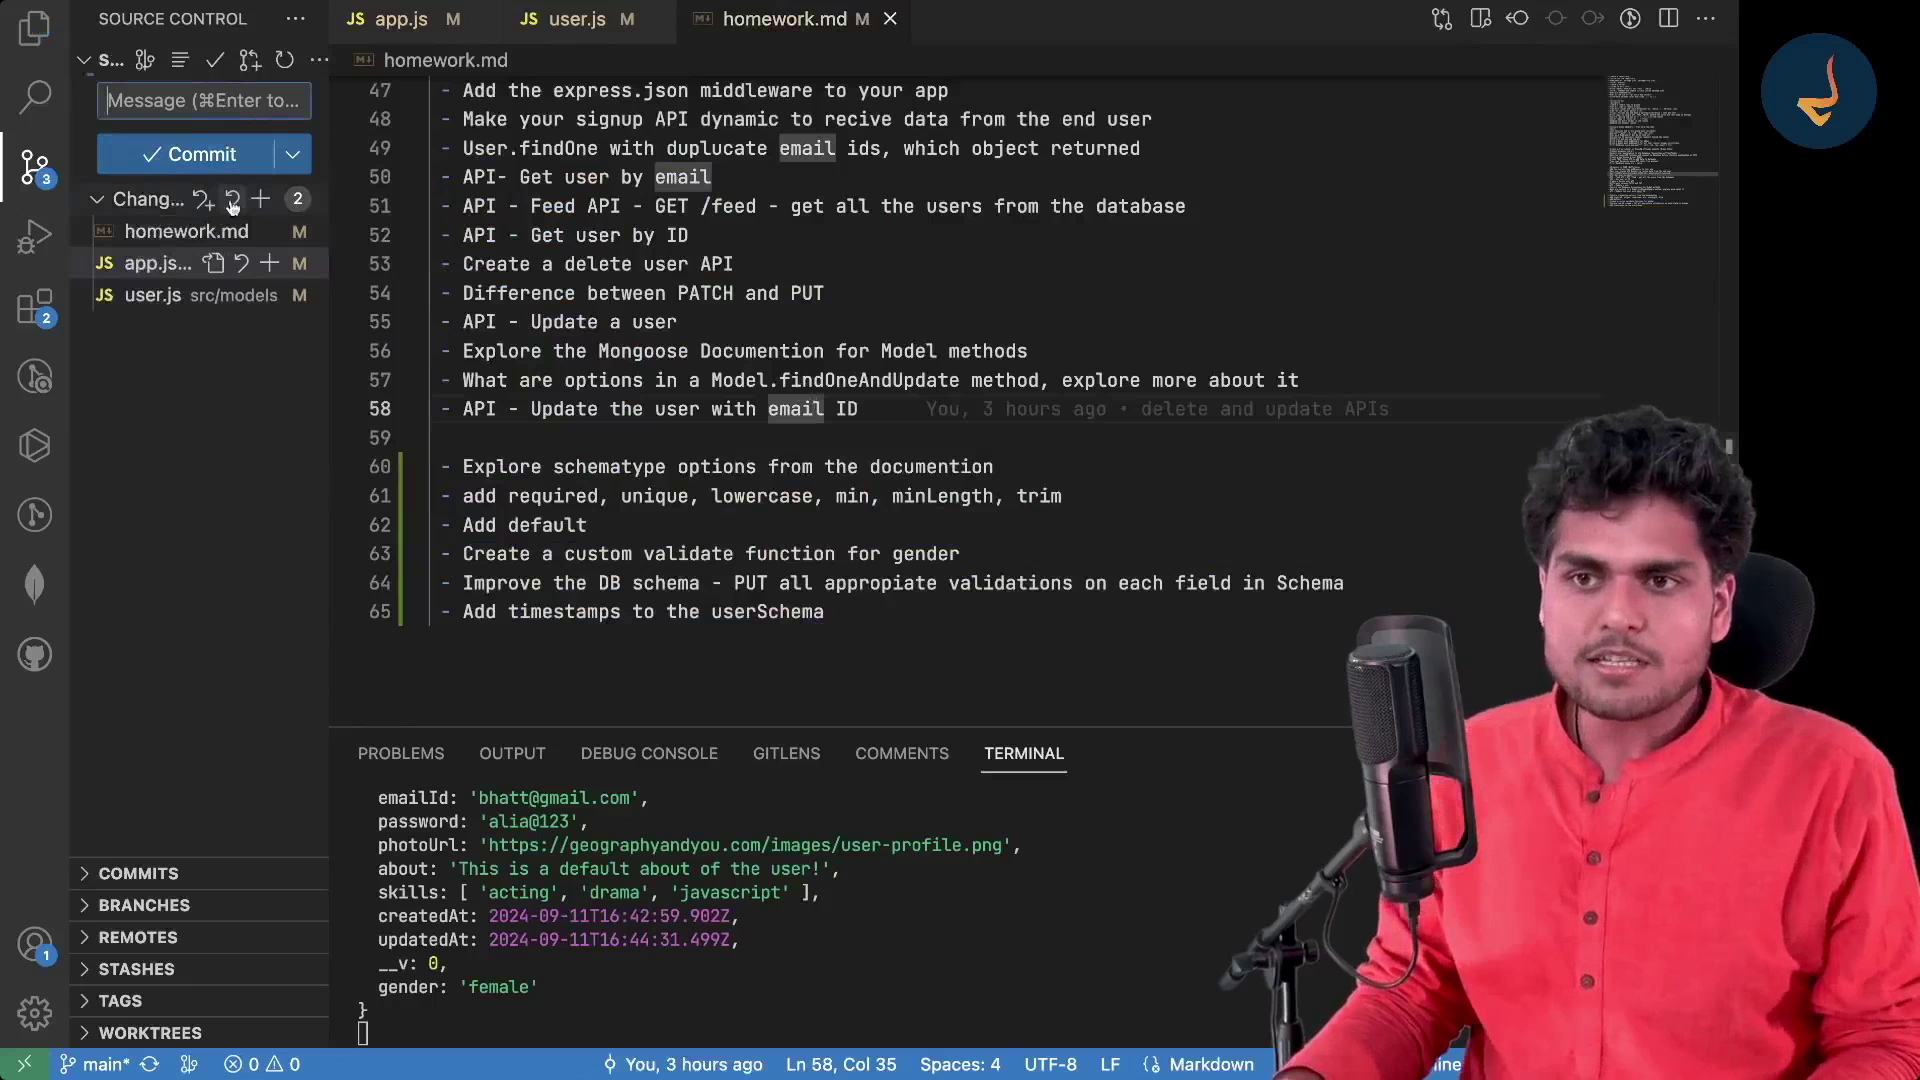 SOURCE CONTROL
S...
Message (⌘Enter to...
Commit
Chang...
2
homework.md M
JS app.js... M
JS user.js src/models M
3
2
1
COMMITS
BRANCHES
REMOTES
STASHES
TAGS
WORKTREES
JS app.js M
JS user.js M
homework.md M
homework.md
47 - Add the express.json middleware to your app
48 - Make your signup API dynamic to recive data from the end user
49 - User.findOne with duplucate email ids, which object returned
50 - API- Get user by email
51 - API - Feed API - GET /feed - get all the users from the database
52 - API - Get user by ID
53 - Create a delete user API
54 - Difference between PATCH and PUT
55 - API - Update a user
56 - Explore the Mongoose Documention for Model methods
57 - What are options in a Model.findOneAndUpdate method, explore more about it
58 - API - Update the user with email ID You, 3 hours ago • delete and update APIs
59
60 - Explore schematype options from the documention
61 - add required, unique, lowercase, min, minLength, trim
62 - Add default
63 - Create a custom validate function for gender
64 - Improve the DB schema - PUT all appropiate validations on each field in Schema
65 - Add timestamps to the userSchema
PROBLEMS OUTPUT DEBUG CONSOLE GITLENS COMMENTS TERMINAL
emailId: 'bhatt@gmail.com',
password: 'alia@123',
photoUrl: 'https://geographyandyou.com/images/user-profile.png',
about: 'This is a default about of the user!',
skills: [ 'acting', 'drama', 'javascript' ],
createdAt: 2024-09-11T16:42:59.902Z,
updatedAt: 2024-09-11T16:44:31.499Z,
__v: 0,
gender: 'female'
}
main* 0 0 You, 3 hours ago Ln 58, Col 35 Spaces: 4 UTF-8 LF Markdown